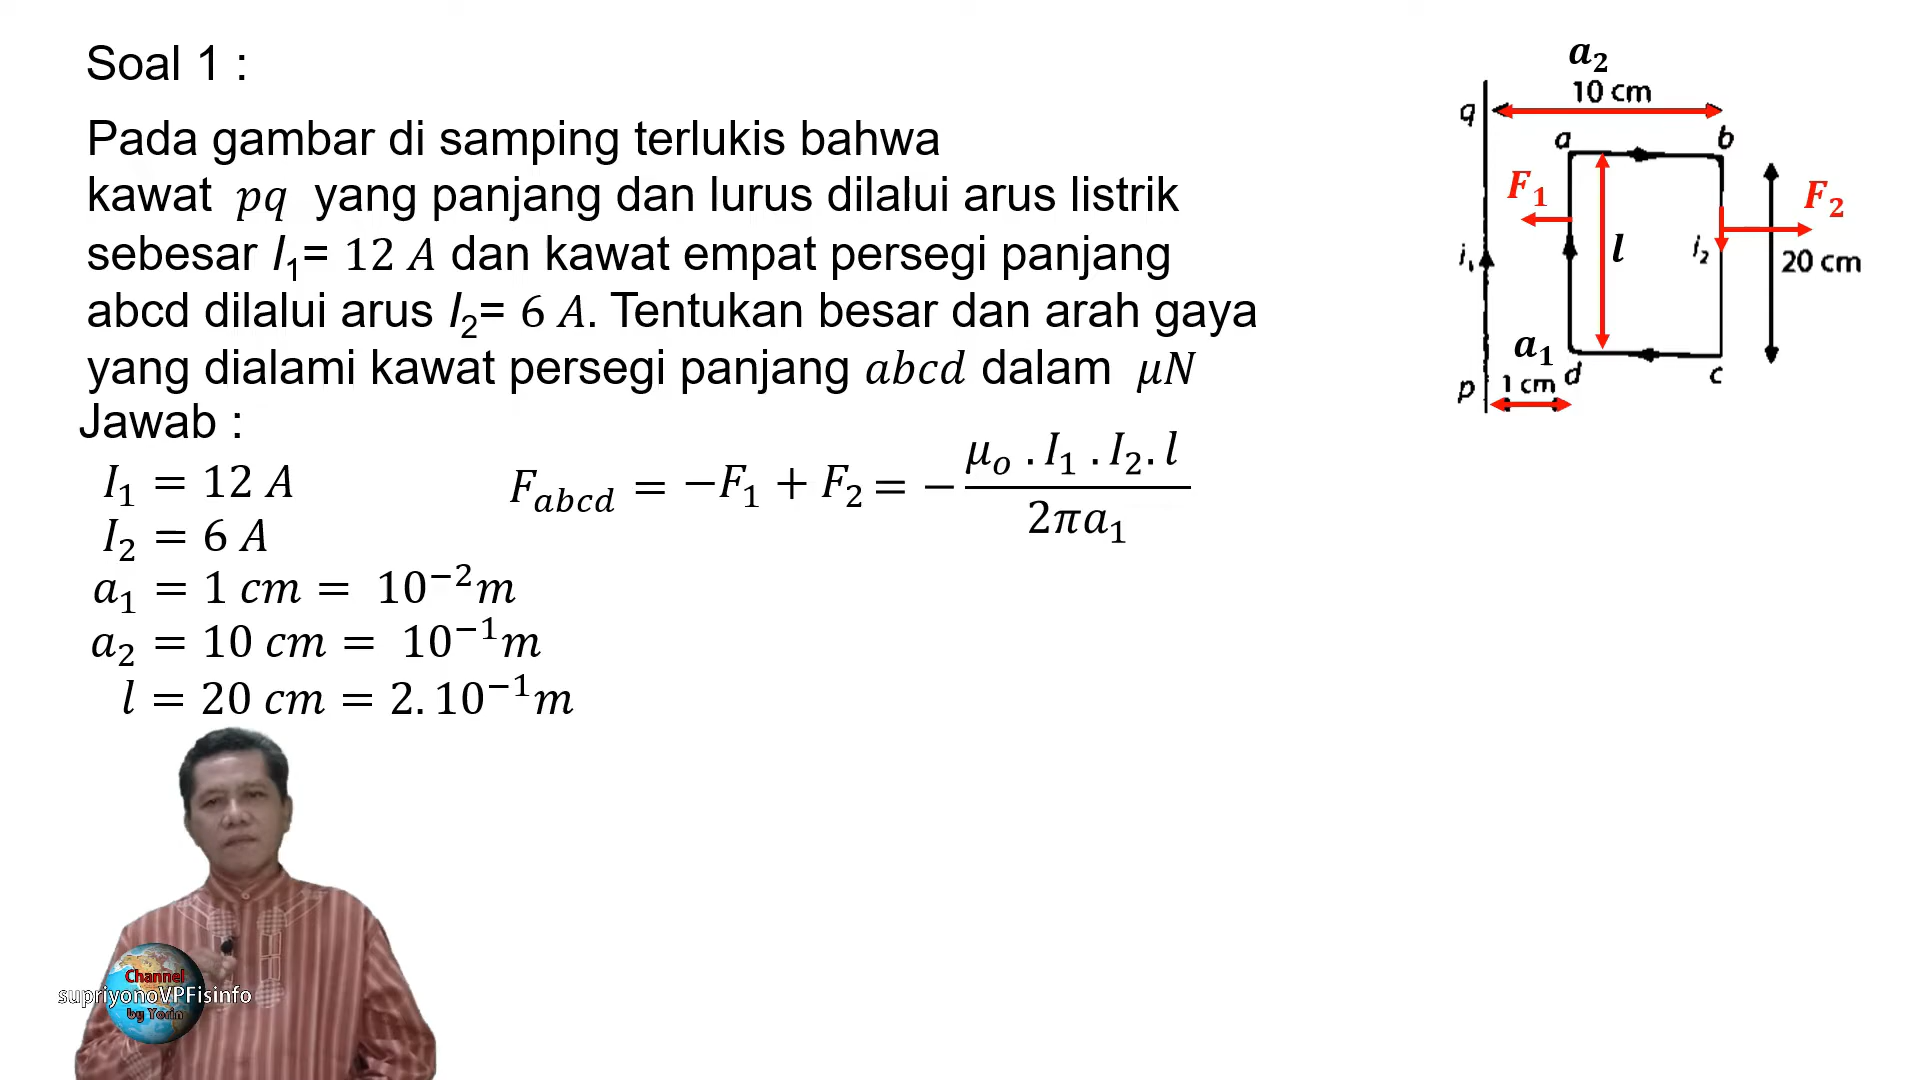 Soal 1 :
Pada gambar di samping terlukis bahwa
kawat pq yang panjang dan lurus dilalui arus listrik
sebesar I₁= 12 A dan kawat empat persegi panjang
abcd dilalui arus I₂= 6 A. Tentukan besar dan arah gaya
yang dialami kawat persegi panjang abcd dalam μN
Jawab :
I₁ = 12 A
I₂ = 6 A
a₁ = 1 cm = 10⁻² m
a₂ = 10 cm = 10⁻¹ m
l = 20 cm = 2. 10⁻¹ m
F_abcd = −F₁ + F₂ = − (μₒ . I₁ . I₂. l) / (2πa₁)
a₂
10 cm
q
a
b
F₁
F₂
l
i₁
i₂
20 cm
a₁
1 cm
d
c
p
Channel
supriyonoVPFisinfo
by Yorin